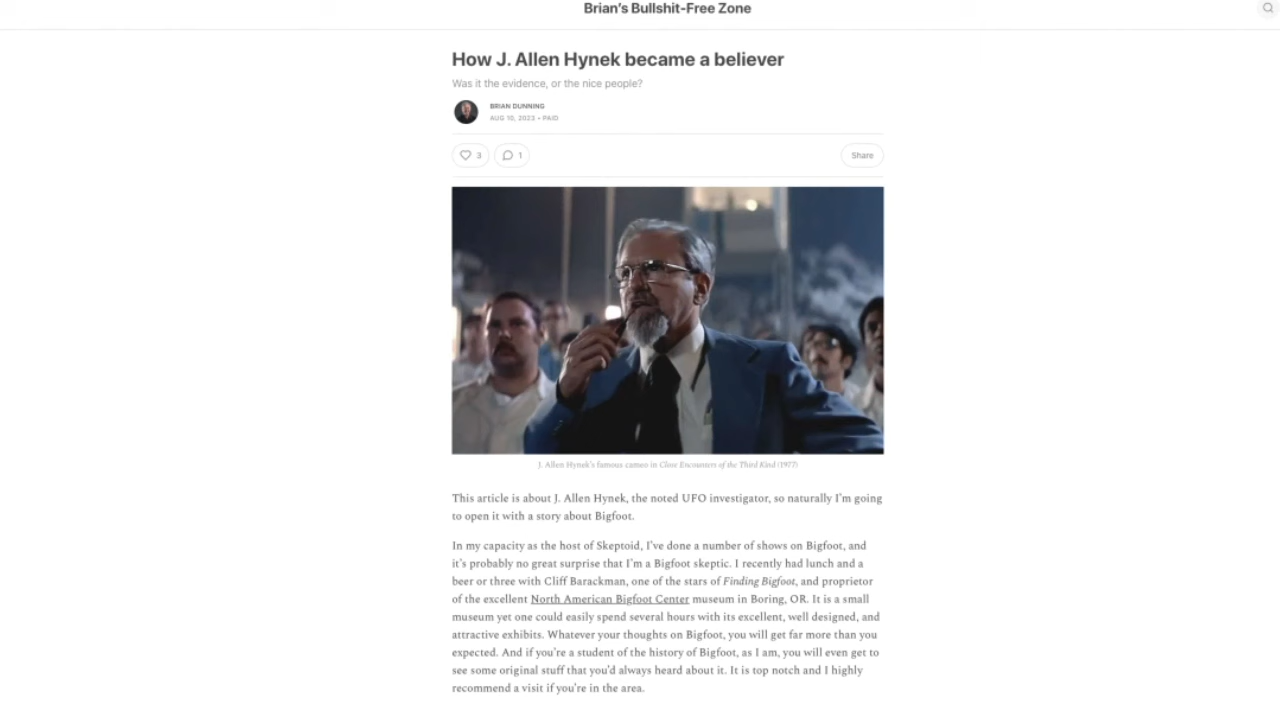 Brian's Bullshit-Free Zone
How J. Allen Hynek became a believer
Was it the evidence, or the nice people?
BRIAN DUNNING
AUG 10, 2023 • PAID
3
1
Share
J. Allen Hynek's famous cameo in Close Encounters of the Third Kind (1977)
This article is about J. Allen Hynek, the noted UFO investigator, so naturally I'm going
to open it with a story about Bigfoot.
In my capacity as the host of Skeptoid, I've done a number of shows on Bigfoot, and
it's probably no great surprise that I'm a Bigfoot skeptic. I recently had lunch and a
beer or three with Cliff Barackman, one of the stars of Finding Bigfoot, and proprietor
of the excellent North American Bigfoot Center museum in Boring, OR. It is a small
museum yet one could easily spend several hours with its excellent, well designed, and
attractive exhibits. Whatever your thoughts on Bigfoot, you will get far more than you
expected. And if you're a student of the history of Bigfoot, as I am, you will even get to
see some original stuff that you'd always heard about it. It is top notch and I highly
recommend a visit if you're in the area.